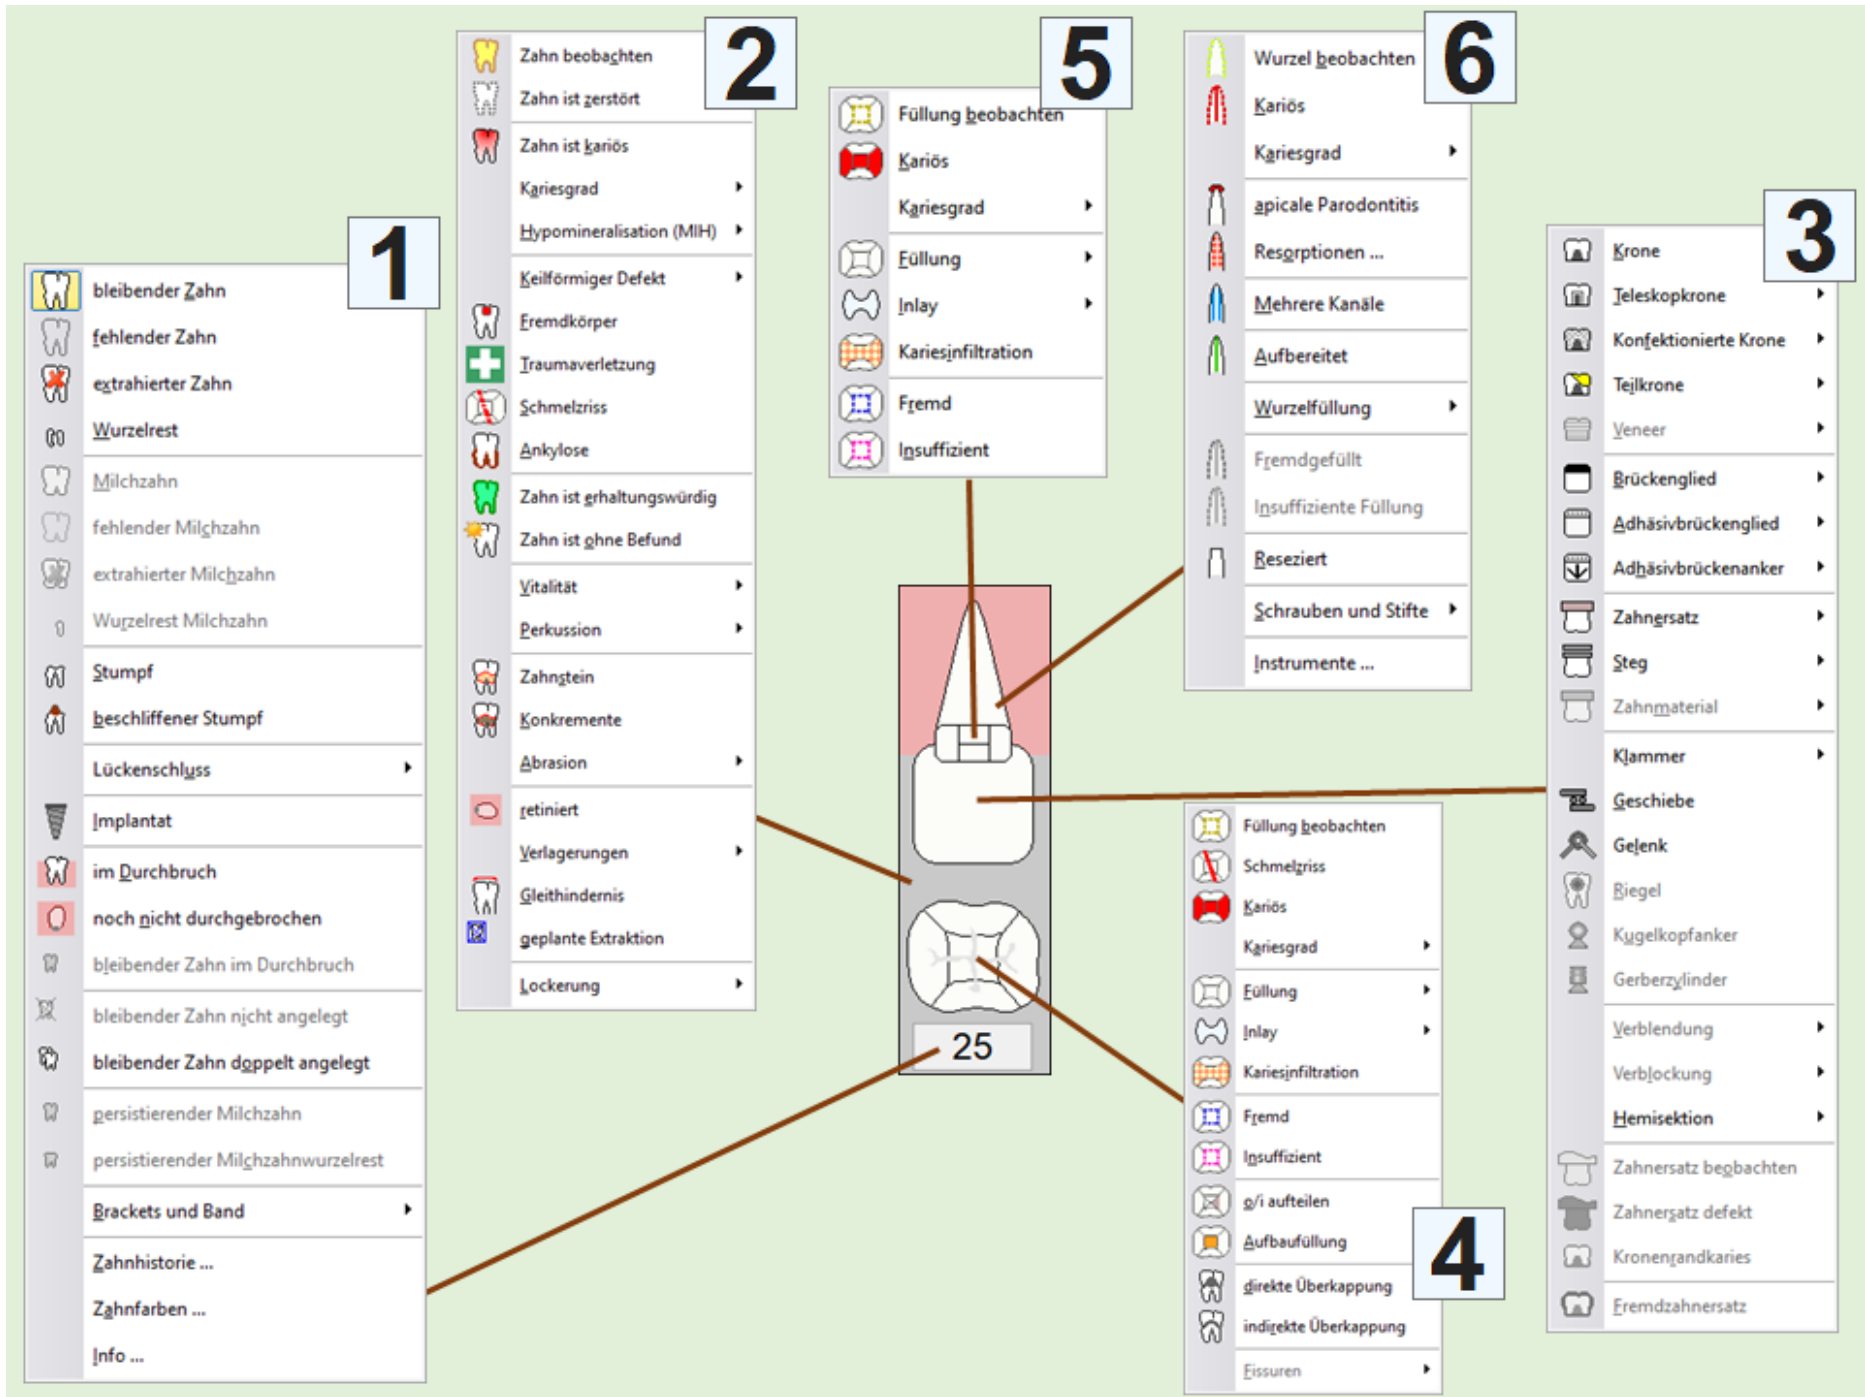 1
bleibender Zahn
fehlender Zahn
extrahierter Zahn
Wurzelrest
Milchzahn
fehlender Milchzahn
extrahierter Milchzahn
Wurzelrest Milchzahn
Stumpf
beschliffener Stumpf
Lückenschluss
Implantat
im Durchbruch
noch nicht durchgebrochen
bleibender Zahn im Durchbruch
bleibender Zahn nicht angelegt
bleibender Zahn doppelt angelegt
persistierender Milchzahn
persistierender Milchzahnwurzelrest
Brackets und Band
Zahnhistorie ...
Zahnfarben ...
Info ...
2
Zahn beobachten
Zahn ist zerstört
Zahn ist kariös
Kariesgrad
Hypomineralisation (MIH)
Keilförmiger Defekt
Fremdkörper
Traumaverletzung
Schmelzriss
Ankylose
Zahn ist erhaltungswürdig
Zahn ist ohne Befund
Vitalität
Perkussion
Zahnstein
Konkremente
Abrasion
retiniert
Verlagerungen
Gleithindernis
geplante Extraktion
Lockerung
5
Füllung beobachten
Kariös
Kariesgrad
Füllung
Inlay
Kariesinfiltration
Fremd
Insuffizient
25
6
Wurzel beobachten
Kariös
Kariesgrad
apicale Parodontitis
Resorptionen ...
Mehrere Kanäle
Aufbereitet
Wurzelfüllung
Fremdgefüllt
Insuffiziente Füllung
Reseziert
Schrauben und Stifte
Instrumente ...
4
Füllung beobachten
Schmelzriss
Kariös
Kariesgrad
Füllung
Inlay
Kariesinfiltration
Fremd
Insuffizient
o/i aufteilen
Aufbaufüllung
direkte Überkappung
indirekte Überkappung
Fissuren
3
Krone
Teleskopkrone
Konfektionierte Krone
Teilkrone
Veneer
Brückenglied
Adhäsivbrückenglied
Adhäsivbrückenanker
Zahnersatz
Steg
Zahnmaterial
Klammer
Geschiebe
Gelenk
Riegel
Kugelkopfanker
Gerberzylinder
Verblendung
Verblockung
Hemisektion
Zahnersatz beobachten
Zahnersatz defekt
Kronenrandkaries
Fremdzahnersatz